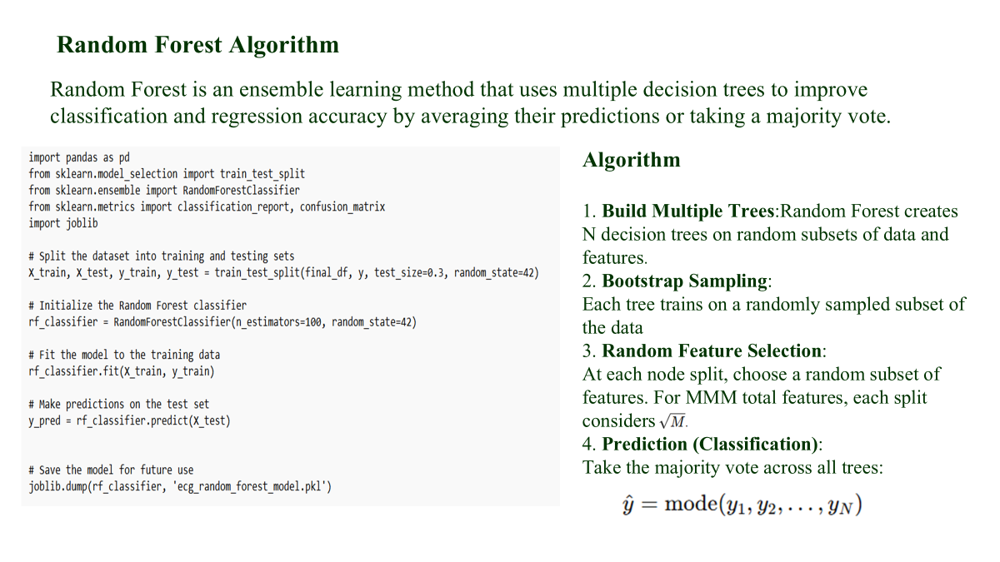 Random Forest Algorithm
Random Forest is an ensemble learning method that uses multiple decision trees to improve
classification and regression accuracy by averaging their predictions or taking a majority vote.
import pandas as pd
from sklearn.model_selection import train_test_split
from sklearn.ensemble import RandomForestClassifier
from sklearn.metrics import classification_report, confusion_matrix
import joblib
# Split the dataset into training and testing sets
X_train, X_test, y_train, y_test = train_test_split(final_df, y, test_size=0.3, random_state=42)
# Initialize the Random Forest classifier
rf_classifier = RandomForestClassifier(n_estimators=100, random_state=42)
# Fit the model to the training data
rf_classifier.fit(X_train, y_train)
# Make predictions on the test set
y_pred = rf_classifier.predict(X_test)
# Save the model for future use
joblib.dump(rf_classifier, 'ecg_random_forest_model.pkl')
Algorithm
1. Build Multiple Trees:Random Forest creates
N decision trees on random subsets of data and
features.
2. Bootstrap Sampling:
Each tree trains on a randomly sampled subset of
the data
3. Random Feature Selection:
At each node split, choose a random subset of
features. For MMM total features, each split
considers √M.
4. Prediction (Classification):
Take the majority vote across all trees:
ŷ = mode(y₁, y₂, . . . , y_N)